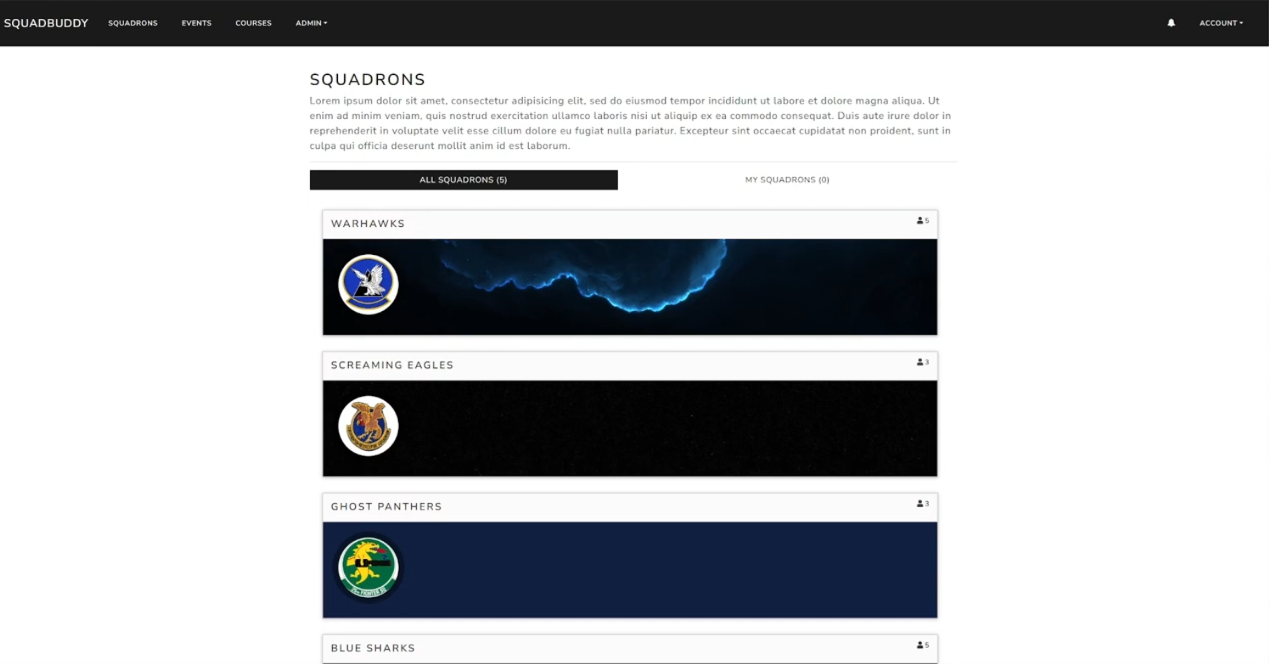 SQUADBUDDY SQUADRONS EVENTS COURSES ADMIN ACCOUNT
SQUADRONS
Lorem ipsum dolor sit amet, consectetur adipisicing elit, sed do eiusmod tempor incididunt ut labore et dolore magna aliqua. Ut
enim ad minim veniam, quis nostrud exercitation ullamco laboris nisi ut aliquip ex ea commodo consequat. Duis aute irure dolor in
reprehenderit in voluptate velit esse cillum dolore eu fugiat nulla pariatur. Excepteur sint occaecat cupidatat non proident, sunt in
culpa qui officia deserunt mollit anim id est laborum.
ALL SQUADRONS (5) MY SQUADRONS (0)
WARHAWKS 5
SCREAMING EAGLES 3
GHOST PANTHERS 3
BLUE SHARKS 5